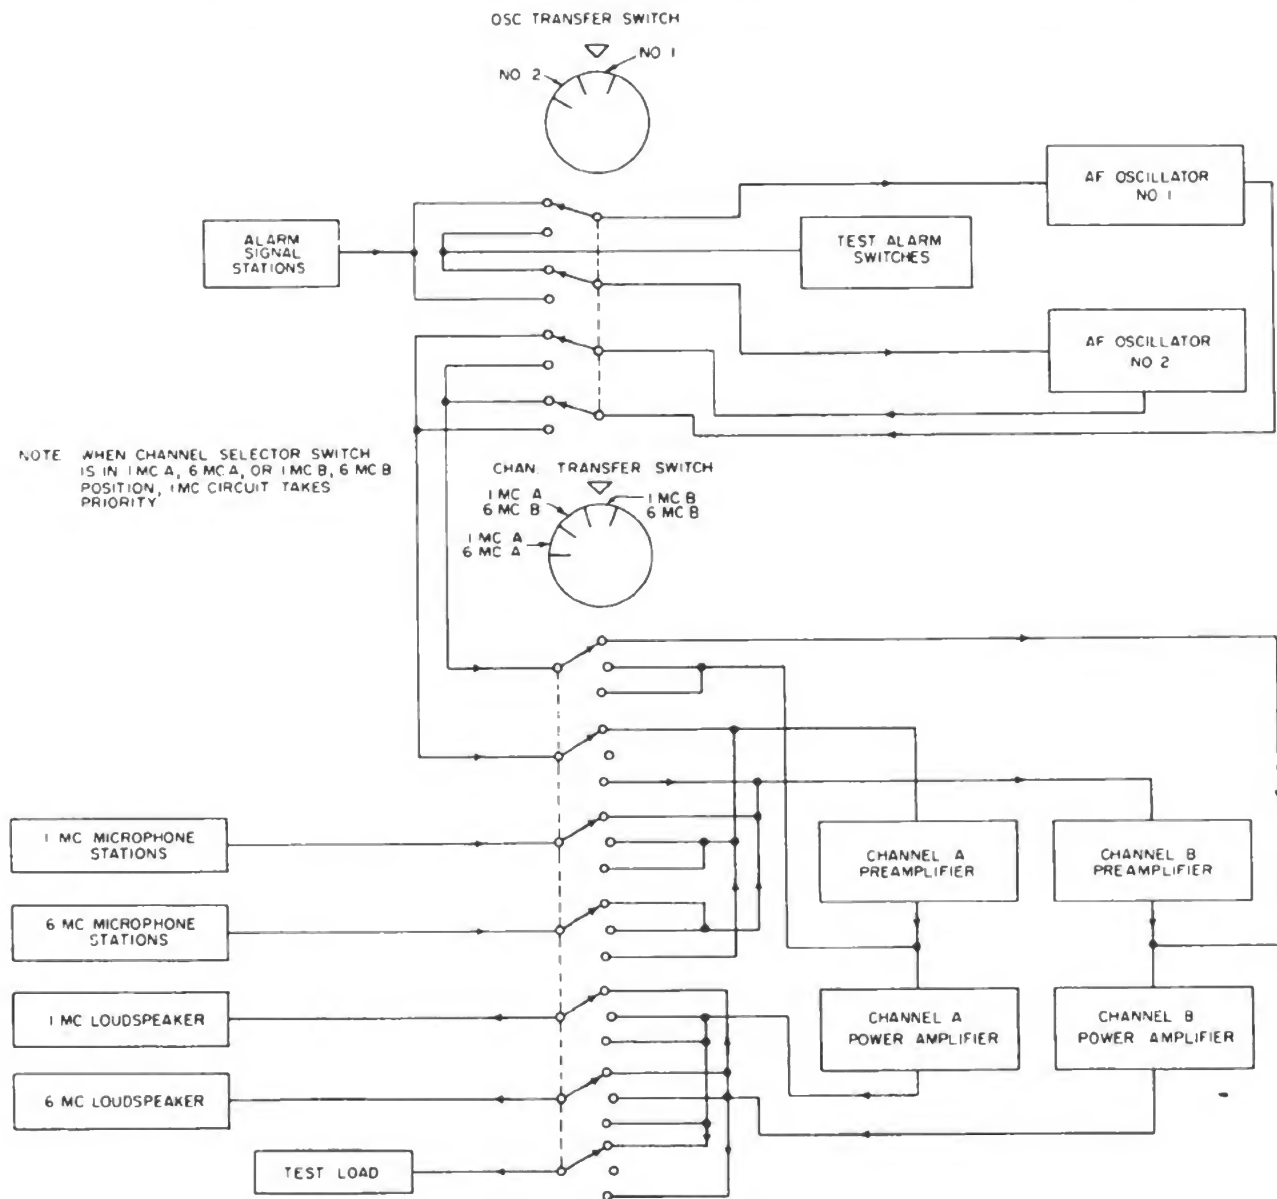 OSC TRANSFER SWITCH
NO 1
NO 2
AF OSCILLATOR
NO 1
ALARM
SIGNAL
STATIONS
TEST ALARM
SWITCHES
AF OSCILLATOR
NO 2
NOTE WHEN CHANNEL SELECTOR SWITCH
IS IN 1 MC A, 6 MC A, OR 1 MC B, 6 MC B
POSITION, 1 MC CIRCUIT TAKES
PRIORITY
CHAN. TRANSFER SWITCH
1 MC A
6 MC B
1 MC B
6 MC B
1 MC A
6 MC A
1 MC MICROPHONE
STATIONS
CHANNEL A
PREAMPLIFIER
CHANNEL B
PREAMPLIFIER
6 MC MICROPHONE
STATIONS
1 MC LOUDSPEAKER
CHANNEL A
POWER AMPLIFIER
CHANNEL B
POWER AMPLIFIER
6 MC LOUDSPEAKER
TEST LOAD